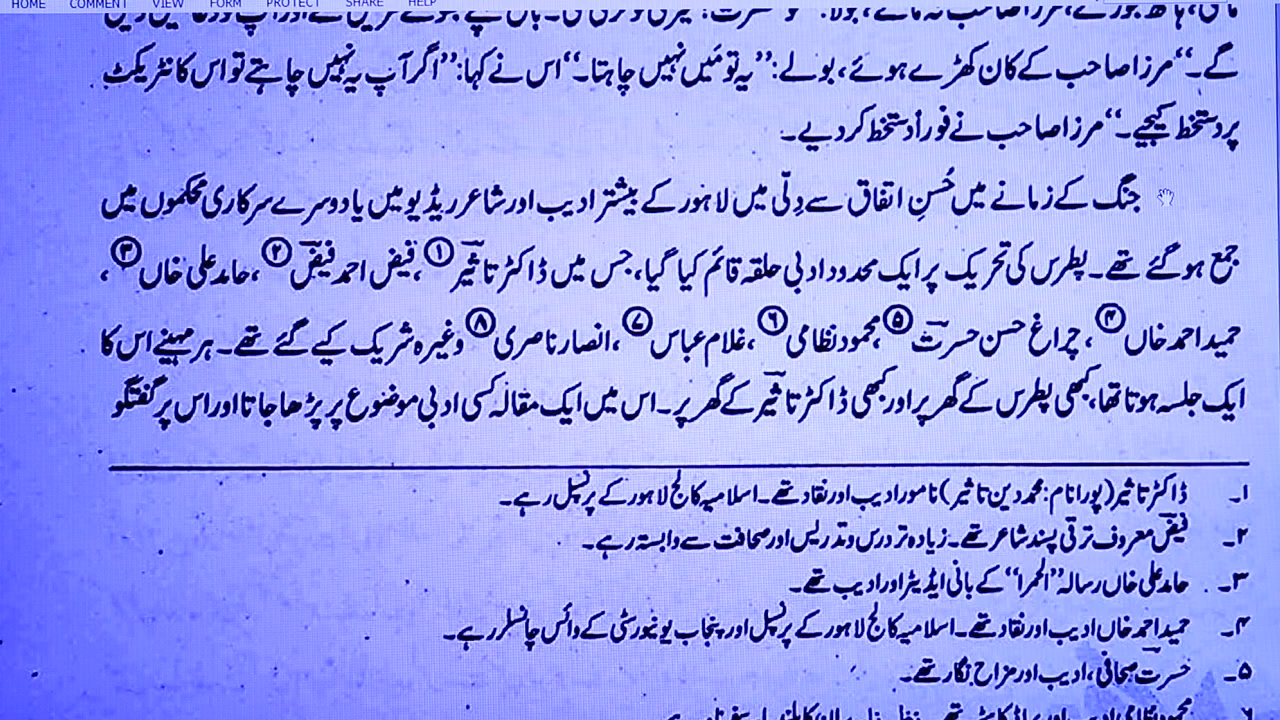 HOME COMMENT VIEW FORM PROTECT SHARE HELP
گے۔‘‘ مرزا صاحب کے کان کھڑے ہوئے، بولے: ’’یہ تو مَیں نہیں چاہتا۔‘‘ اس نے کہا: ’’اگر آپ یہ نہیں چاہتے تو اس کانٹریکٹ
پر دستخط کیجیے۔‘‘ مرزا صاحب نے فوراً دستخط کر دیے۔
جنگ کے زمانے میں حُسنِ اتفاق سے دِلّی میں لاہور کے بیشتر ادیب اور شاعر ریڈیو میں یا دوسرے سرکاری محکموں میں
جمع ہو گئے تھے۔ پطرس کی تحریک پر ایک محدود ادبی حلقہ قائم کیا گیا، جس میں ڈاکٹر تاثیر ①، فیض احمد فیض ②، حامد علی خاں ③،
حمید احمد خاں ④، چراغ حسن حسرت ⑤، محمود نظامی ⑥، غلام عباس ⑦، انصار ناصری ⑧ وغیرہ شریک کیے گئے تھے۔ ہر مہینے اس کا
ایک جلسہ ہوتا تھا، کبھی پطرس کے گھر پر اور کبھی ڈاکٹر تاثیر کے گھر پر۔ اس میں ایک مقالہ کسی ادبی موضوع پر پڑھا جاتا اور اس پر گفتگو
۱۔ ڈاکٹر تاثیر (پورا نام: محمد دین تاثیر) نامور ادیب اور نقاد تھے۔ اسلامیہ کالج لاہور کے پرنسپل رہے۔
۲۔ فیض معروف ترقی پسند شاعر تھے۔ زیادہ تر درس و تدریس اور صحافت سے وابستہ رہے۔
۳۔ حامد علی خاں رسالہ ’’الحمرا‘‘ کے بانی ایڈیٹر اور ادیب تھے۔
۴۔ حمید احمد خاں ادیب اور نقاد تھے۔ اسلامیہ کالج لاہور کے پرنسپل اور پنجاب یونیورسٹی کے وائس چانسلر رہے۔
۵۔ حسرت صحافی، ادیب اور مزاح نگار تھے۔